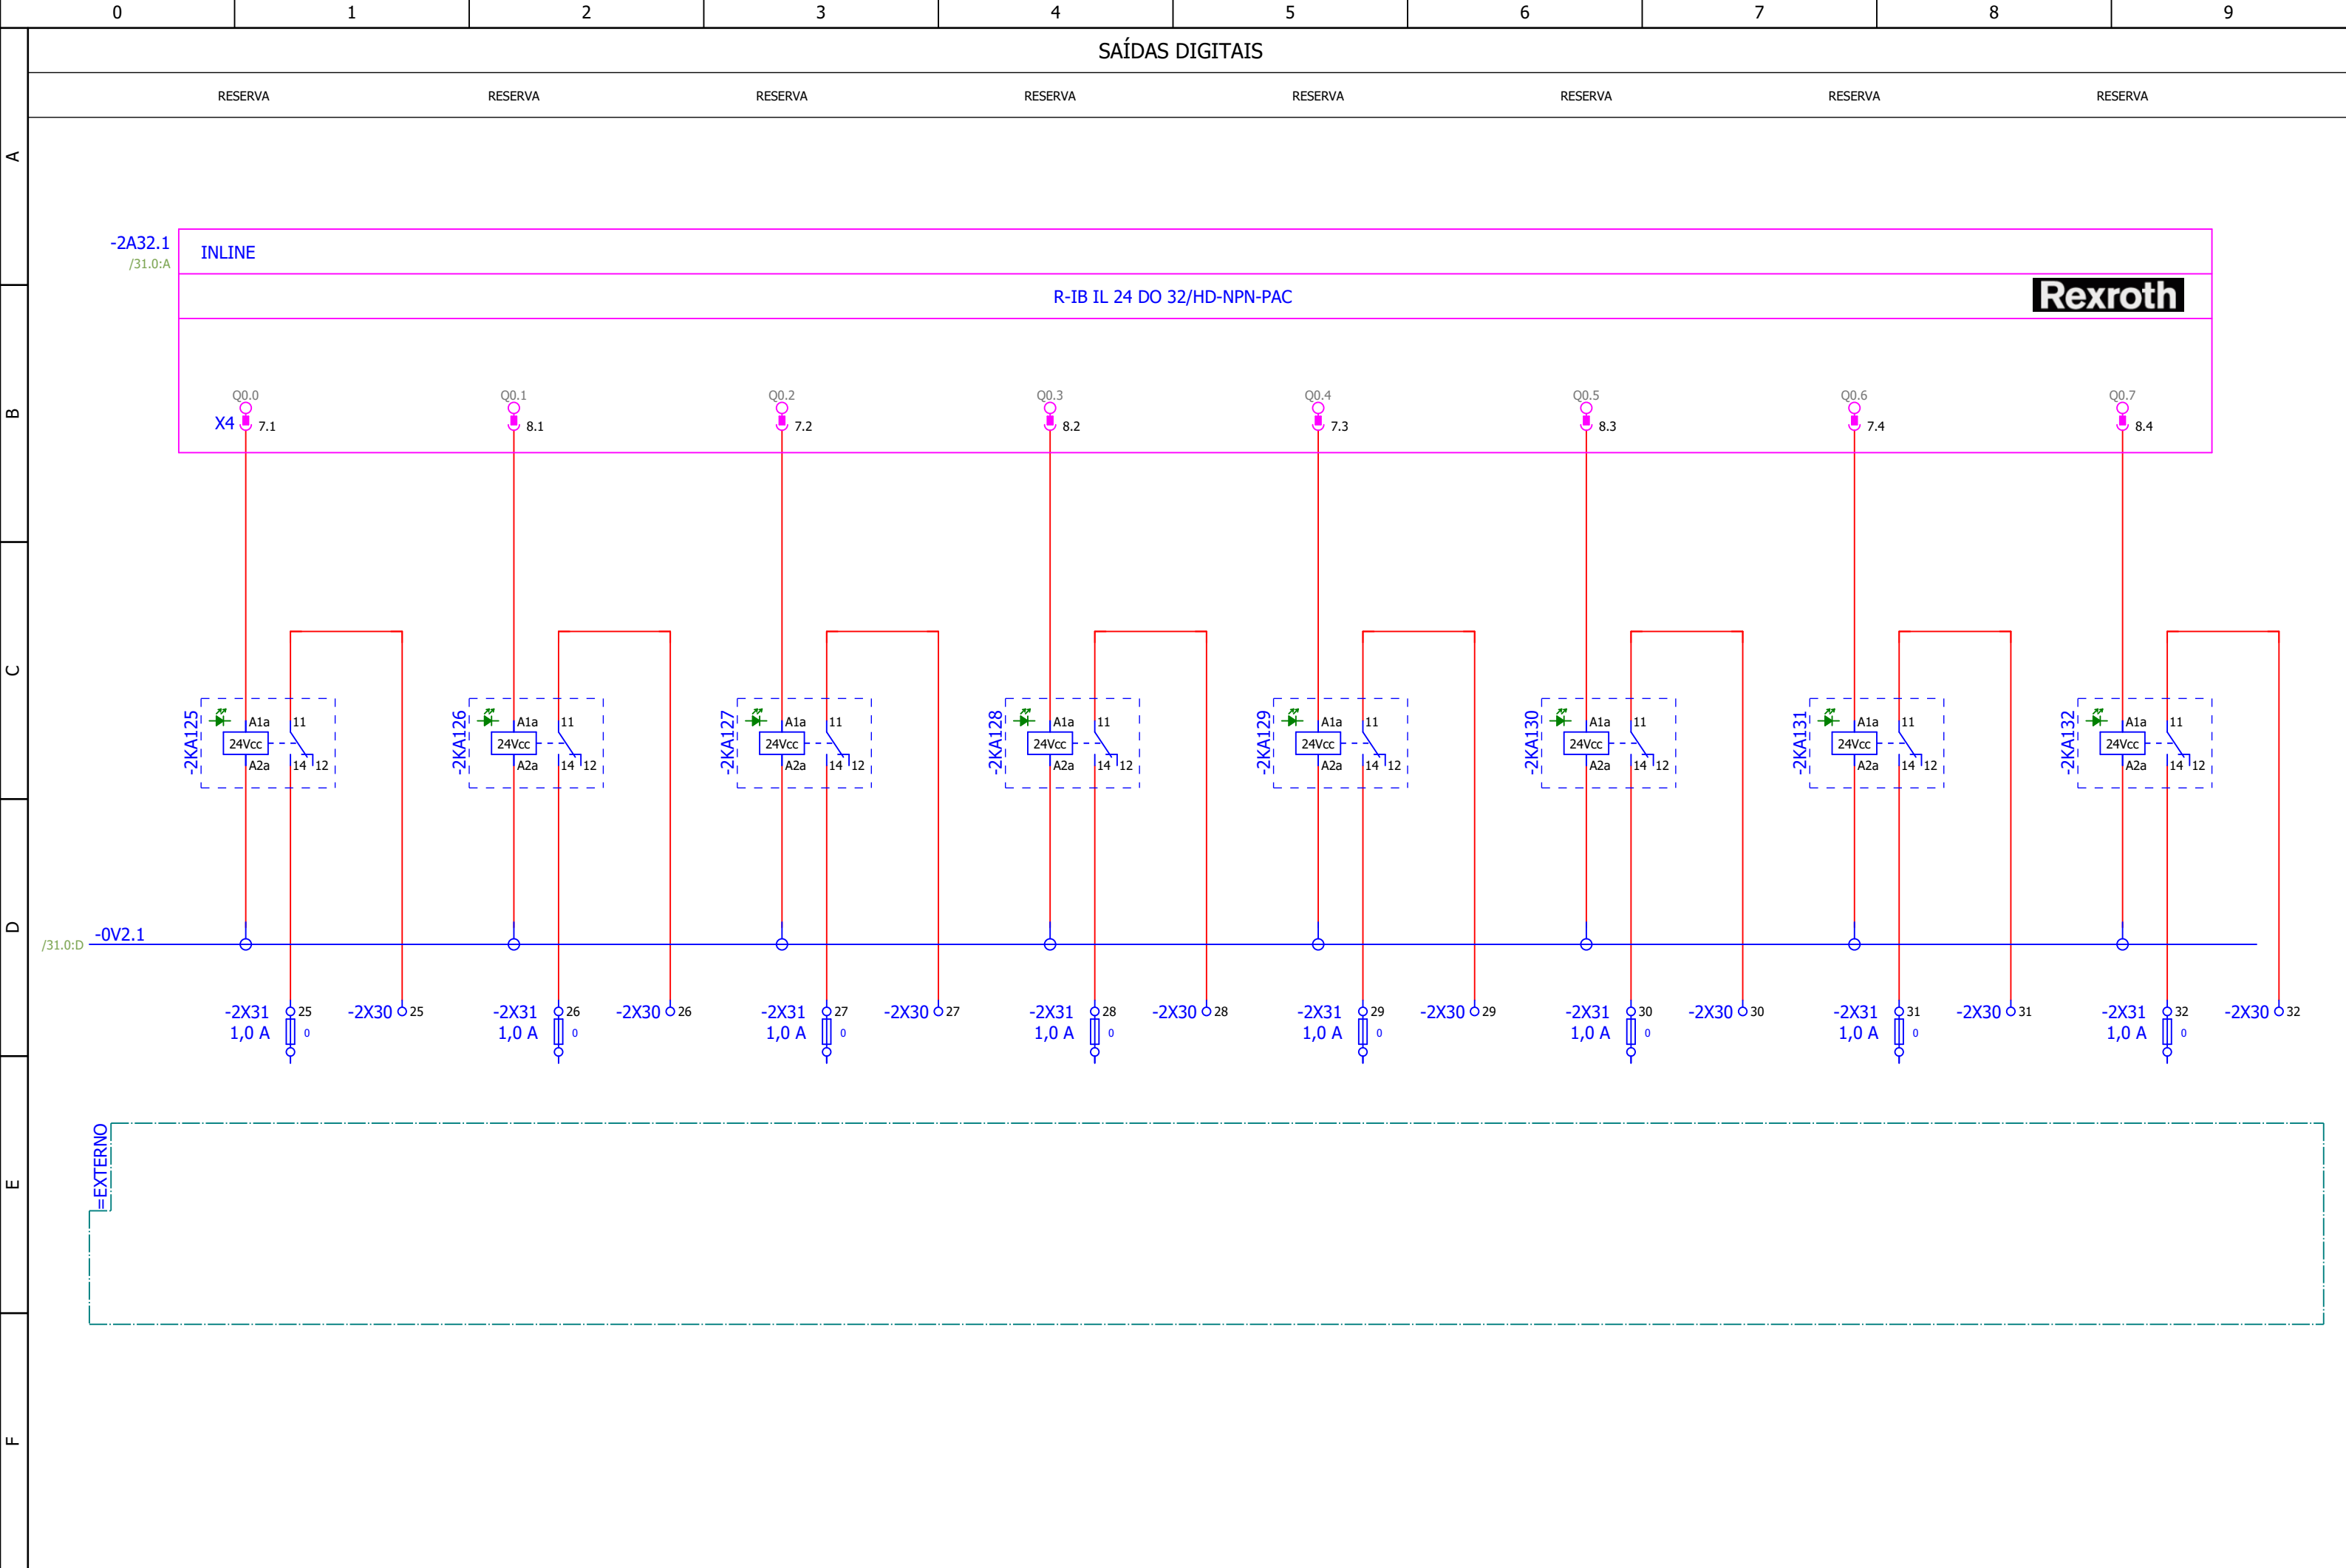 0 1 2 3 4 5 6 7 8 9
SAÍDAS DIGITAIS
RESERVA RESERVA RESERVA RESERVA RESERVA RESERVA RESERVA RESERVA
A
-2A32.1
/31.0:A
INLINE
R-IB IL 24 DO 32/HD-NPN-PAC
Rexroth
B
Q0.0 Q0.1 Q0.2 Q0.3 Q0.4 Q0.5 Q0.6 Q0.7
X4 7.1 8.1 7.2 8.2 7.3 8.3 7.4 8.4
C
-2KA125 -2KA126 -2KA127 -2KA128 -2KA129 -2KA130 -2KA131 -2KA132
A1a 11 A1a 11 A1a 11 A1a 11 A1a 11 A1a 11 A1a 11 A1a 11
24Vcc 24Vcc 24Vcc 24Vcc 24Vcc 24Vcc 24Vcc 24Vcc
A2a 14 12 A2a 14 12 A2a 14 12 A2a 14 12 A2a 14 12 A2a 14 12 A2a 14 12 A2a 14 12
D
-0V2.1
/31.0:D
-2X31 25 -2X30 25 -2X31 26 -2X30 26 -2X31 27 -2X30 27 -2X31 28 -2X30 28 -2X31 29 -2X30 29 -2X31 30 -2X30 30 -2X31 31 -2X30 31 -2X31 32 -2X30 32
1,0 A 0 1,0 A 0 1,0 A 0 1,0 A 0 1,0 A 0 1,0 A 0 1,0 A 0 1,0 A 0
E
=EXTERNO
F